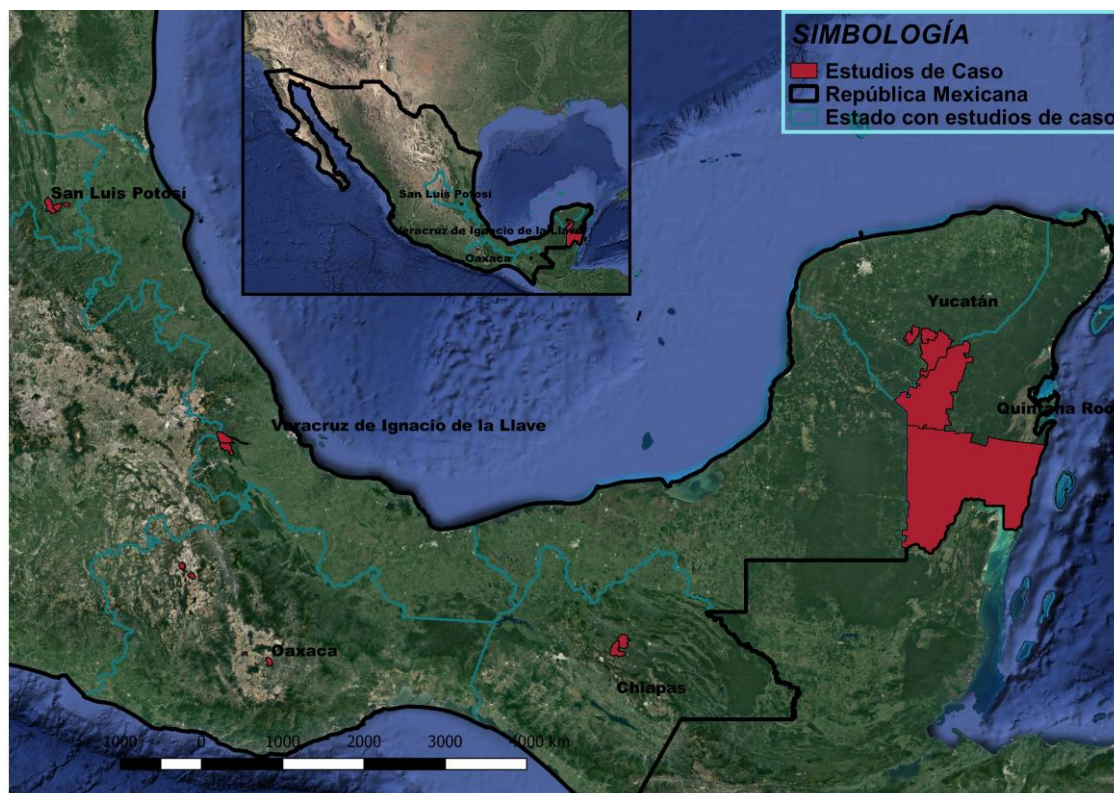 SIMBOLOGÍA
Estudios de Caso
República Mexicana
Estado con estudios de caso
San Luis Potosí
Veracruz de Ignacio de la Llave
Oaxaca
San Luis Potosí
Yucatán
Quintana Roo
Veracruz de Ignacio de la Llave
Oaxaca
Chiapas
1000 0 1000 2000 3000 4000 km